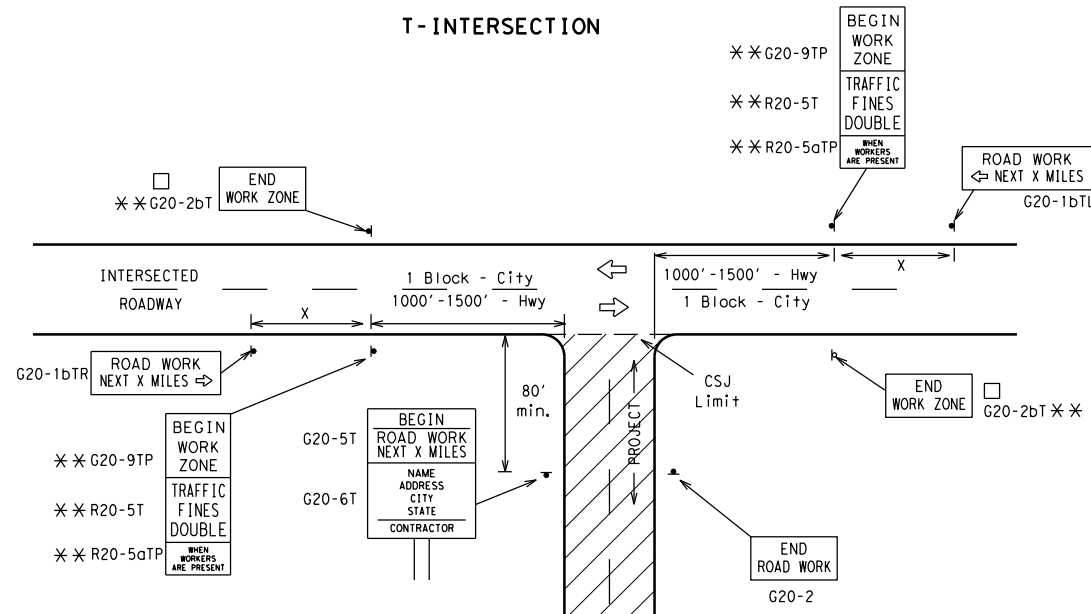 T-INTERSECTION
BEGIN
WORK
ZONE
TRAFFIC
FINES
DOUBLE
WHEN
WORKERS
ARE PRESENT
** G20-9TP
** R20-5T
** R20-5aTP
ROAD WORK
⇦ NEXT X MILES
G20-1bTL
□
** G20-2bT
END
WORK ZONE
INTERSECTED
ROADWAY
1 Block - City
1000'-1500' - Hwy
X
⇦
⇨
1000'-1500' - Hwy
1 Block - City
X
G20-1bTR
ROAD WORK
NEXT X MILES ⇨
80'
min.
CSJ
Limit
PROJECT
END
WORK ZONE
□
G20-2bT **
** G20-9TP
** R20-5T
** R20-5aTP
BEGIN
WORK
ZONE
TRAFFIC
FINES
DOUBLE
WHEN
WORKERS
ARE PRESENT
G20-5T
G20-6T
BEGIN
ROAD WORK
NEXT X MILES
NAME
ADDRESS
CITY
STATE
CONTRACTOR
END
ROAD WORK
G20-2